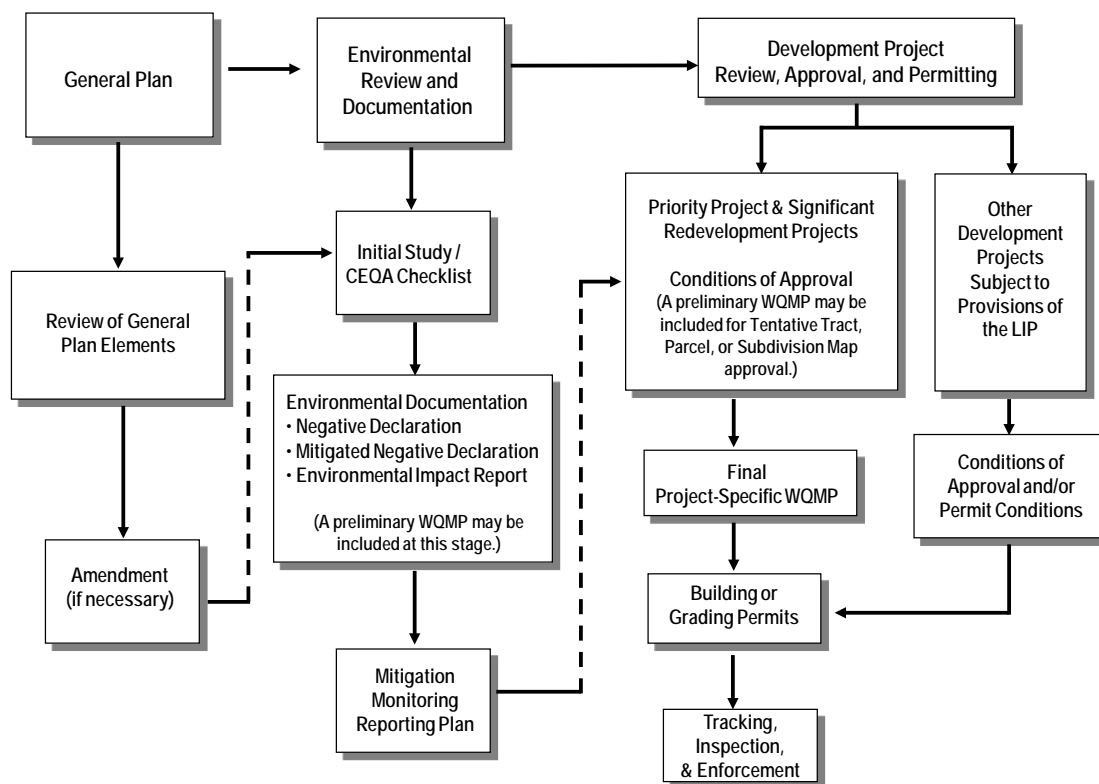 General Plan
Environmental
Review and
Documentation
Development Project
Review, Approval, and Permitting
Review of General
Plan Elements
Amendment
(if necessary)
Initial Study /
CEQA Checklist
Environmental Documentation
• Negative Declaration
• Mitigated Negative Declaration
• Environmental Impact Report
(A preliminary WQMP may be
included at this stage.)
Mitigation
Monitoring
Reporting Plan
Priority Project & Significant
Redevelopment Projects
Conditions of Approval
(A preliminary WQMP may be
included for Tentative Tract,
Parcel, or Subdivision Map
approval.)
Final
Project-Specific WQMP
Building or
Grading Permits
Tracking,
Inspection,
& Enforcement
Other
Development
Projects
Subject to
Provisions of
the LIP
Conditions of
Approval and/or
Permit Conditions